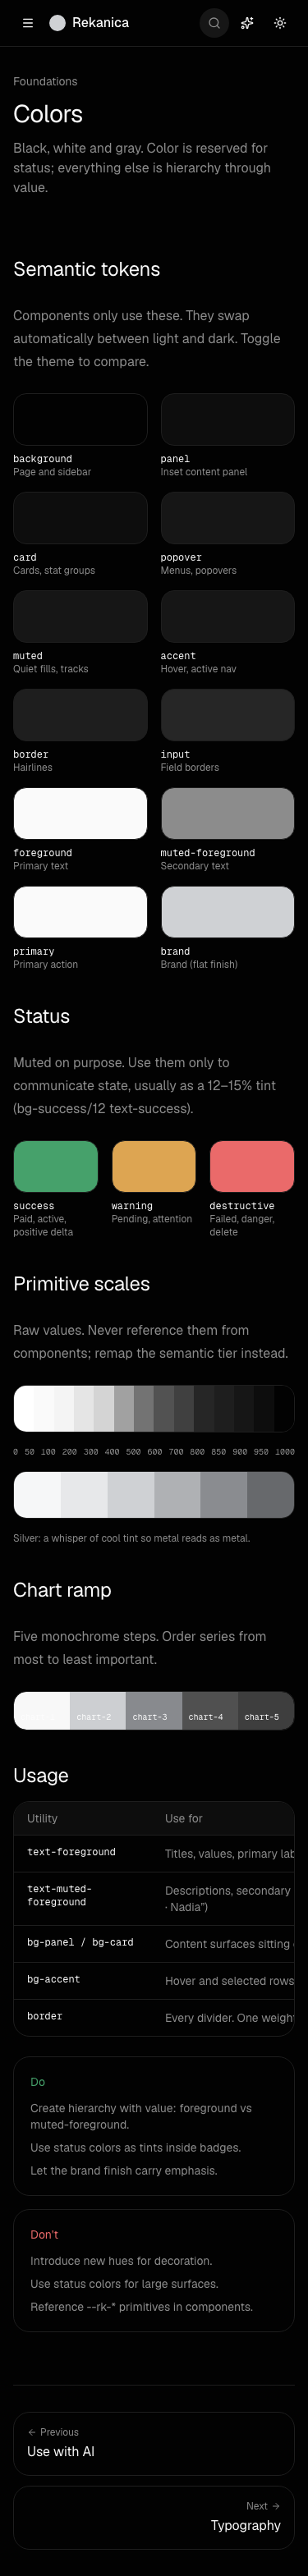 Rekanica
Foundations
Colors
Black, white and gray. Color is reserved for
status; everything else is hierarchy through
value.
Semantic tokens
Components only use these. They swap
automatically between light and dark. Toggle
the theme to compare.
background
Page and sidebar
panel
Inset content panel
card
Cards, stat groups
popover
Menus, popovers
muted
Quiet fills, tracks
accent
Hover, active nav
border
Hairlines
input
Field borders
foreground
Primary text
muted-foreground
Secondary text
primary
Primary action
brand
Brand (flat finish)
Status
Muted on purpose. Use them only to
communicate state, usually as a 12–15% tint
(bg-success/12 text-success).
success
Paid, active,
positive delta
warning
Pending, attention
destructive
Failed, danger,
delete
Primitive scales
Raw values. Never reference them from
components; remap the semantic tier instead.
0 50 100 200 300 400 500 600 700 800 850 900 950 1000
Silver: a whisper of cool tint so metal reads as metal.
Chart ramp
Five monochrome steps. Order series from
most to least important.
chart-2 chart-3 chart-4 chart-5
Usage
Utility Use for
text-foreground Titles, values, primary lab
text-muted-
foreground
Descriptions, secondary
· Nadia")
bg-panel / bg-card Content surfaces sitting
bg-accent Hover and selected rows
border Every divider. One weight
Do
Create hierarchy with value: foreground vs
muted-foreground.
Use status colors as tints inside badges.
Let the brand finish carry emphasis.
Don't
Introduce new hues for decoration.
Use status colors for large surfaces.
Reference --rk-* primitives in components.
← Previous
Use with AI
Next →
Typography